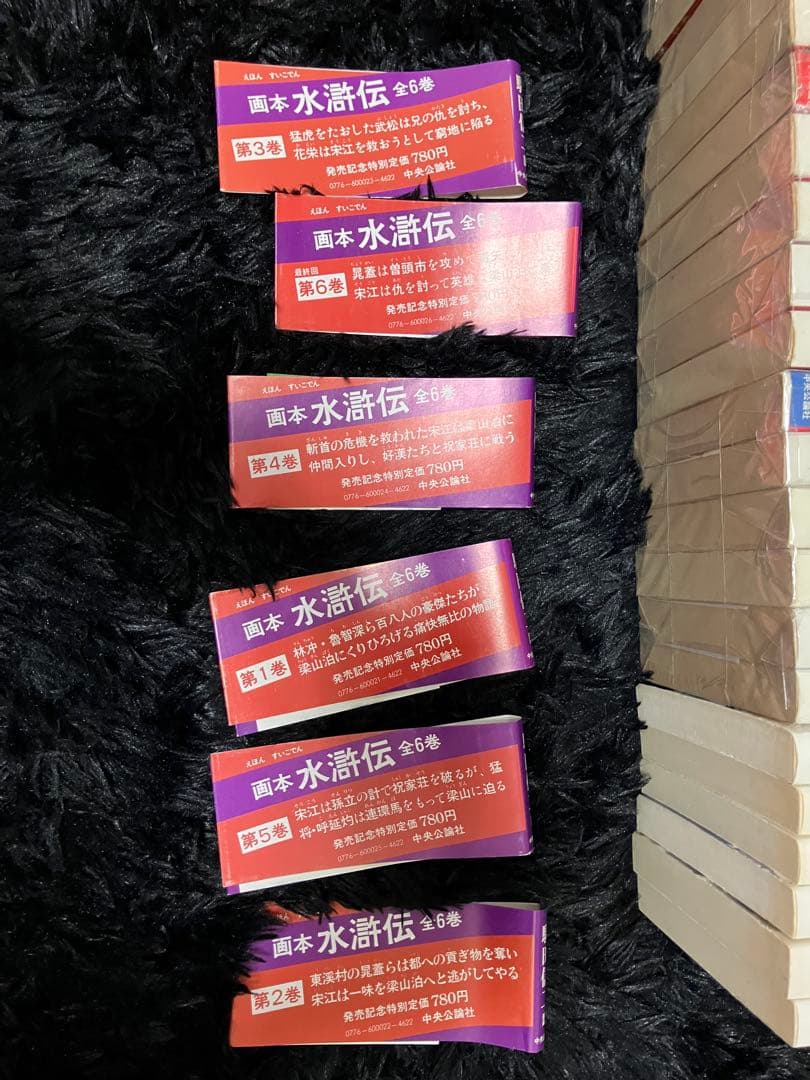 えほん すいこでん
画本 水滸伝 全6巻
第3巻
猛虎をたおした武松は兄の仇を討ち、
花栄は宋江を救おうとして窮地に陥る
発売記念特別定価780円
0776-600023-4622 中央公論社
えほん すいこでん
画本 水滸伝 全6巻
最終回
第6巻
晁蓋は曽頭市を攻めて
宋江は仇を討って英雄
発売記念特別定価
0776-600026-4622 中央
えほん すいこでん
画本 水滸伝 全6巻
第4巻
斬首の危機を救われた宋江は梁山泊に
仲間入りし、好漢たちと祝家荘に戦う
発売記念特別定価780円
0776-600024-4622 中央公論社
えほん すいこでん
画本 水滸伝 全6巻
第1巻
林冲・魯智深ら百八人の豪傑たちが
梁山泊にくりひろげる痛快無比の物語
発売記念特別定価780円
0776-600021-4622 中央公論社
えほん すいこでん
画本 水滸伝 全6巻
第5巻
宋江は孫立の計で祝家荘を破るが、猛
将・呼延灼は連環馬をもって梁山に迫る
発売記念特別定価780円
0776-600025-4622 中央公論社
画本 水滸伝 全6巻
第2巻
東溪村の晁蓋らは都への貢ぎ物を奪い
宋江は一味を梁山泊へと逃がしてやる
発売記念特別定価780円
0776-600022-4622 中央公論社
中央公論社